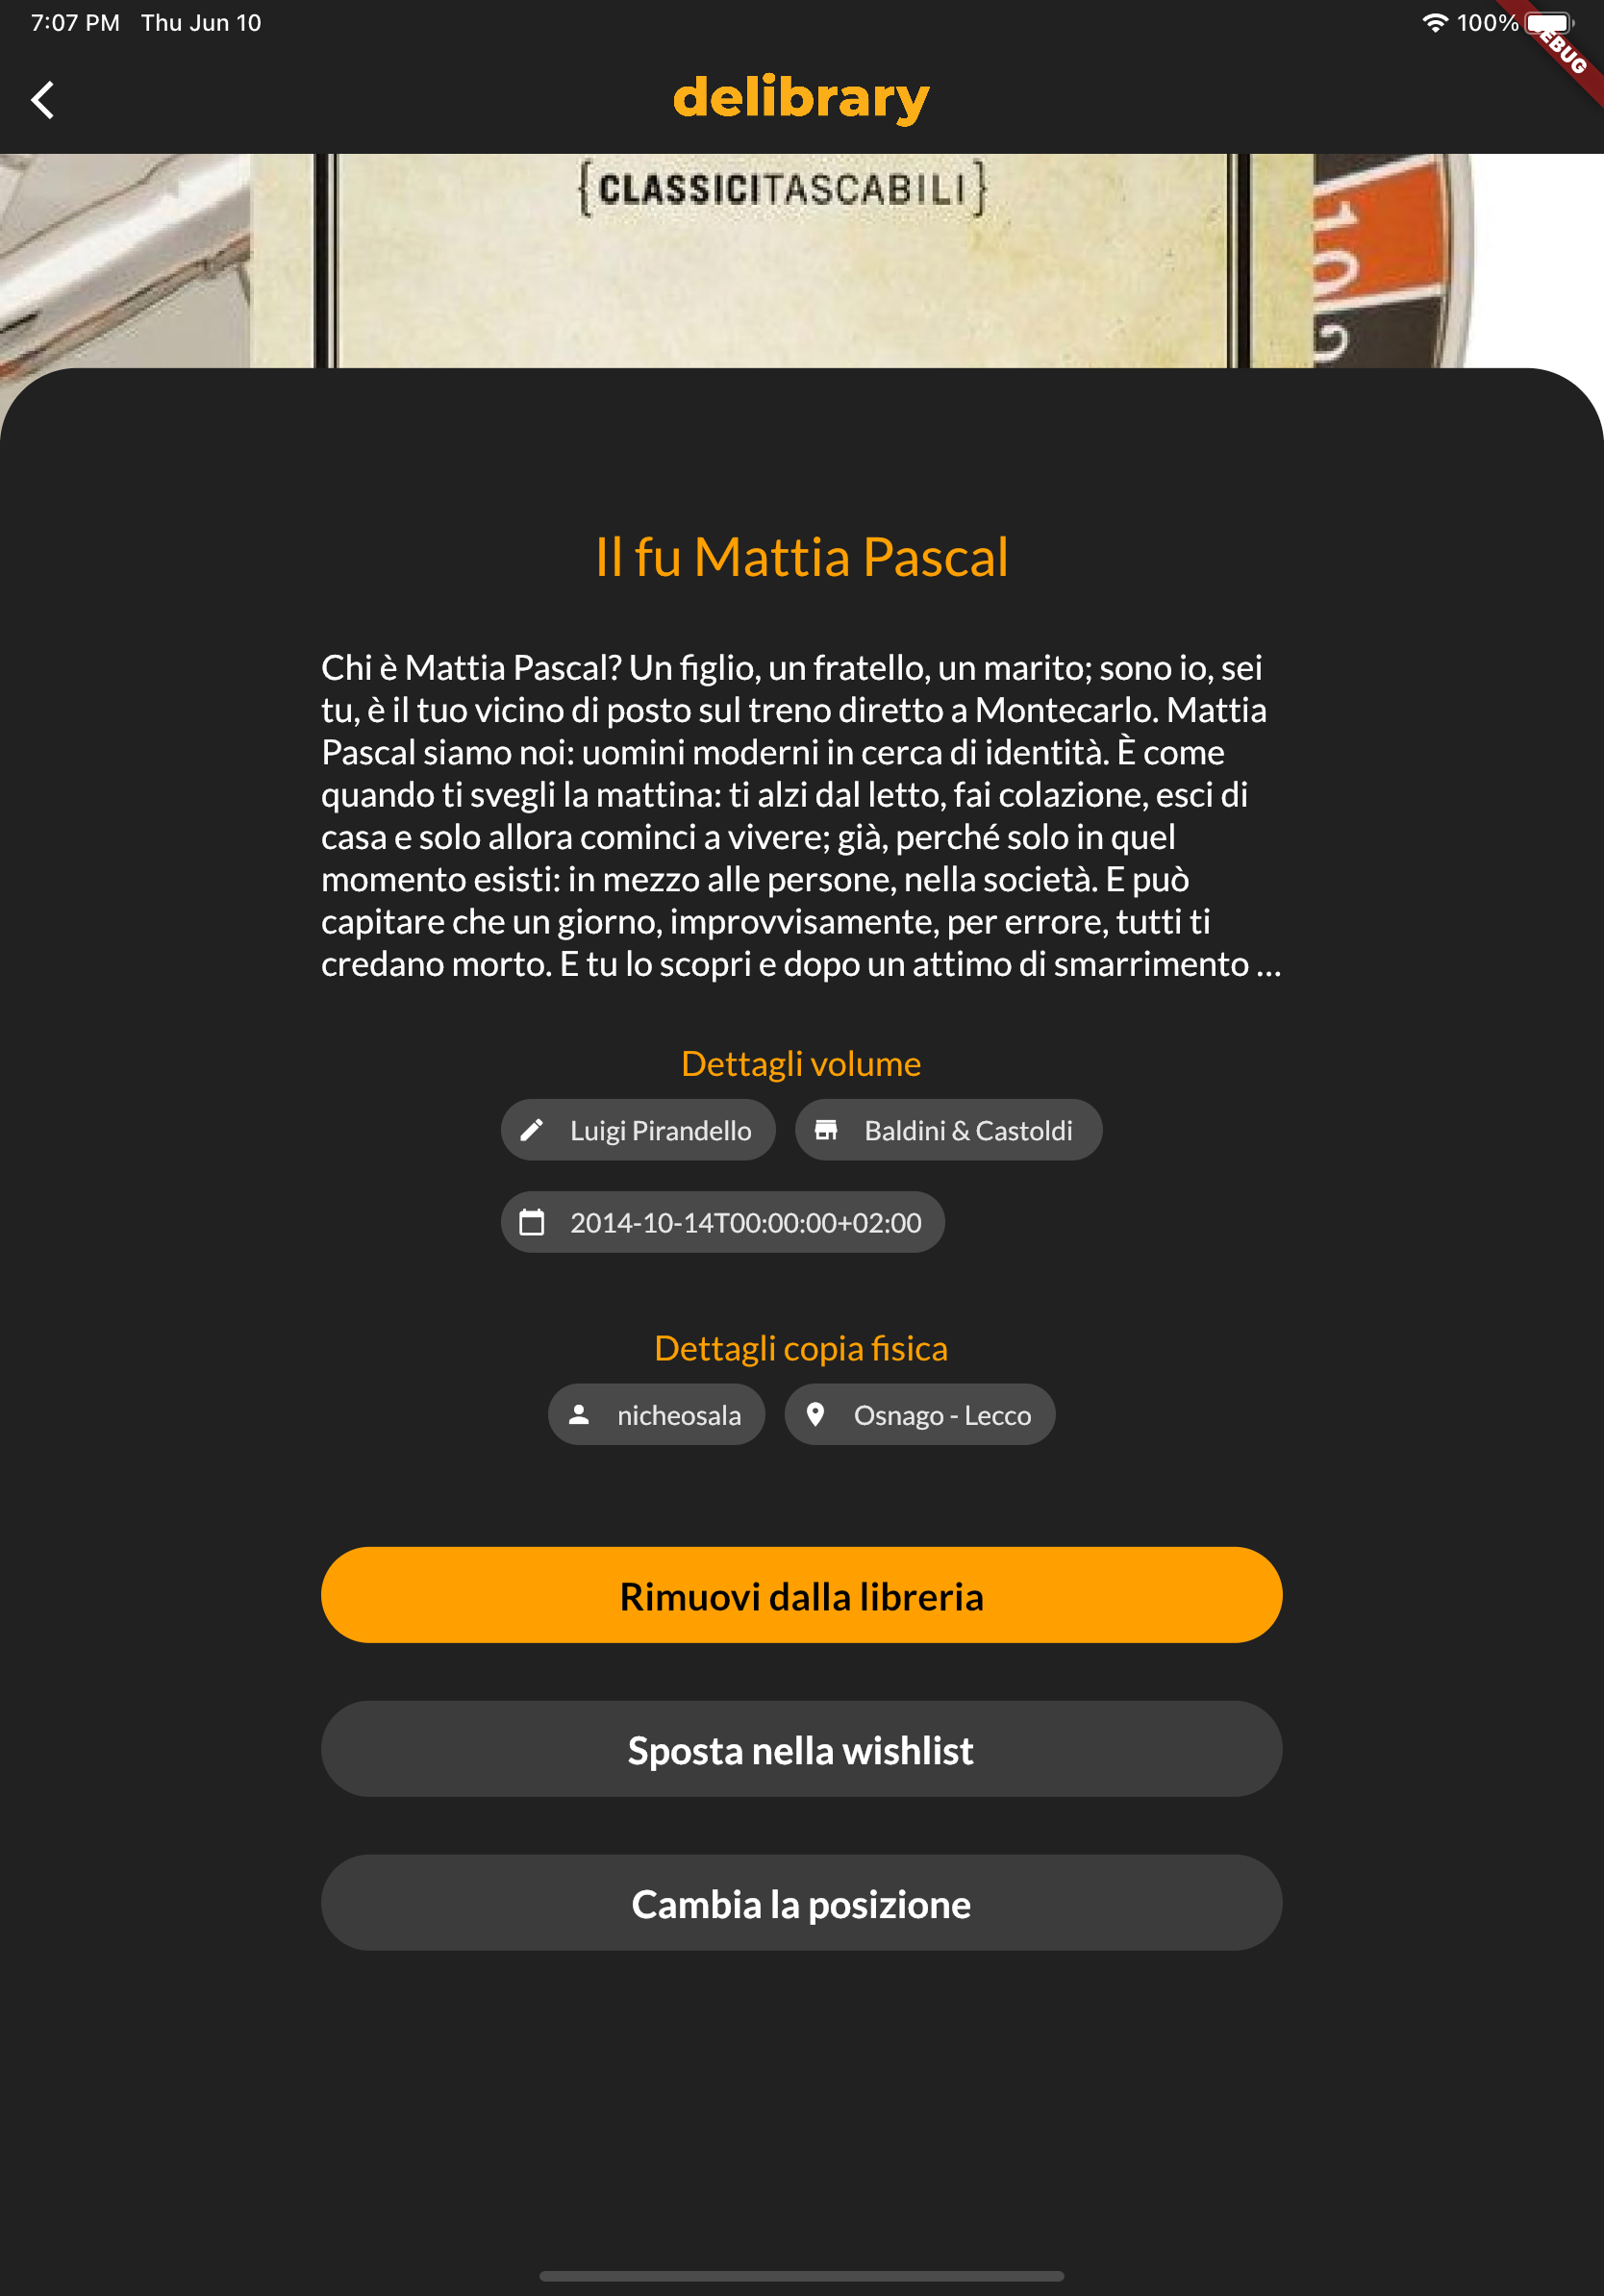 7:07 PM Thu Jun 10 100%
EBUG
delibrary
{CLASSICITASCABILI}
10
2
Il fu Mattia Pascal
Chi è Mattia Pascal? Un figlio, un fratello, un marito; sono io, sei
tu, è il tuo vicino di posto sul treno diretto a Montecarlo. Mattia
Pascal siamo noi: uomini moderni in cerca di identità. È come
quando ti svegli la mattina: ti alzi dal letto, fai colazione, esci di
casa e solo allora cominci a vivere; già, perché solo in quel
momento esisti: in mezzo alle persone, nella società. E può
capitare che un giorno, improvvisamente, per errore, tutti ti
credano morto. E tu lo scopri e dopo un attimo di smarrimento ...
Dettagli volume
Luigi Pirandello Baldini & Castoldi
2014-10-14T00:00:00+02:00
Dettagli copia fisica
nicheosala Osnago - Lecco
Rimuovi dalla libreria
Sposta nella wishlist
Cambia la posizione